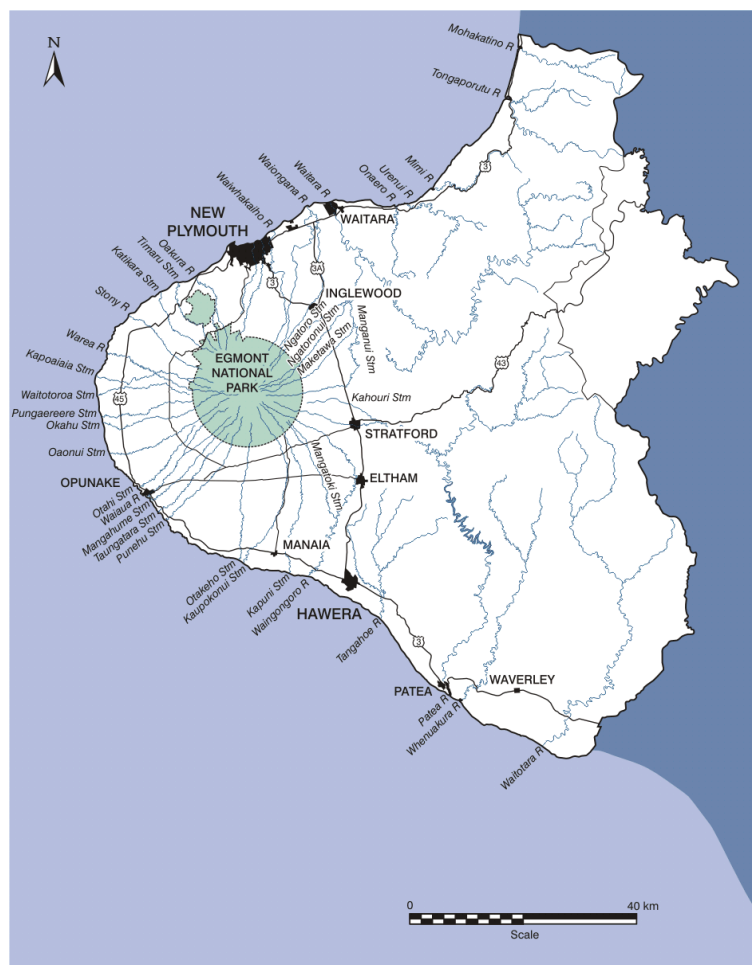 N
Mohakatino R
Tongaporutu R
3
Mimi R
Urenui R
Onaero R
Waitara R
Waiongana R
Waiwhakaiho R
WAITARA
NEW
PLYMOUTH
Oakura R
Timaru Stm
Katikara Stm
Stony R
3A
3
INGLEWOOD
Ngatoro Stm
Ngatoronui Stm
Maketawa Stm
Manganui Stm
Warea R
Kapoaiaia Stm
EGMONT
NATIONAL
PARK
43
Waitotoroa Stm
45
Kahouri Stm
Pungaereere Stm
Okahu Stm
STRATFORD
Oaonui Stm
Mangatoki Stm
OPUNAKE
ELTHAM
Otahi Stm
Waiaua R
Mangahume Stm
Taungatara Stm
Punehu Stm
MANAIA
Otakeho Stm
Kaupokonui Stm
Kapuni Stm
Waingongoro R
HAWERA
Tangahoe R
3
PATEA
WAVERLEY
Patea R
Whenuakura R
Waitotara R
0
40 km
Scale